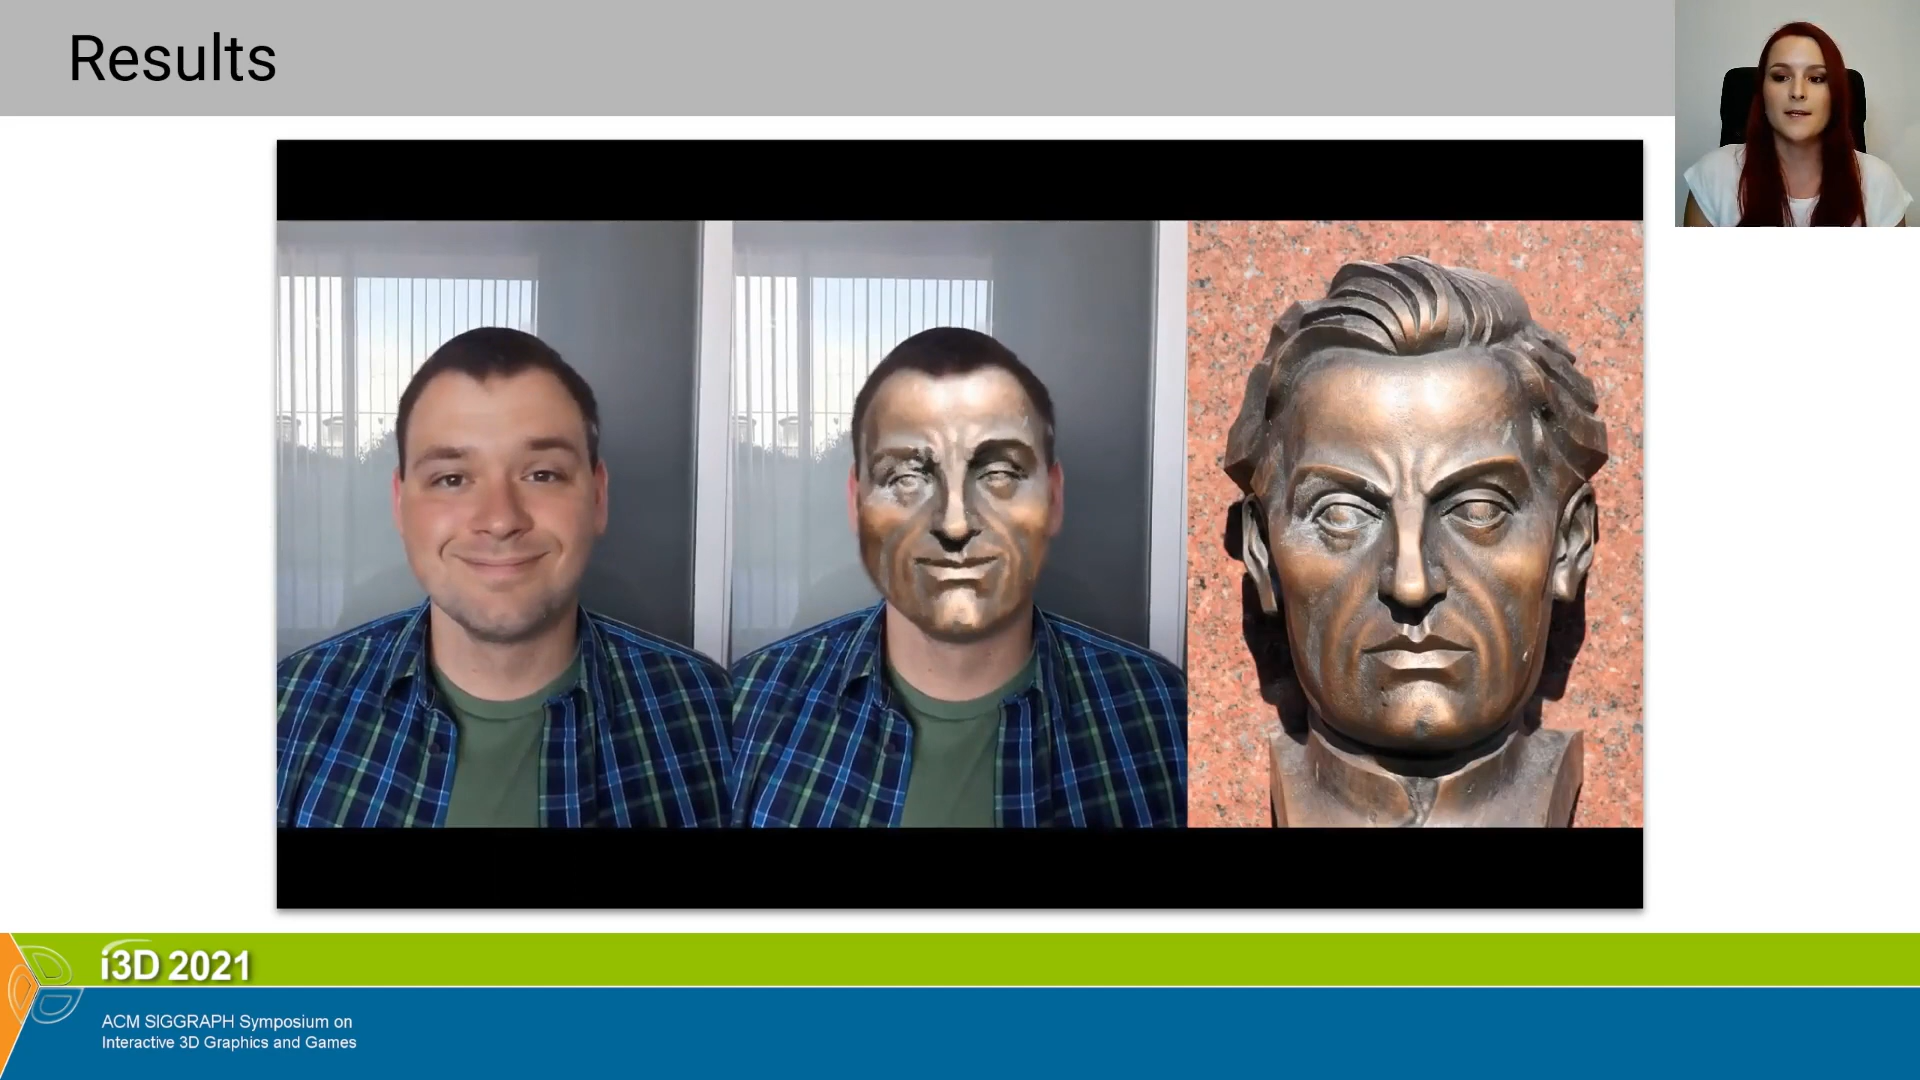 Results
i3D 2021
ACM SIGGRAPH Symposium on
Interactive 3D Graphics and Games